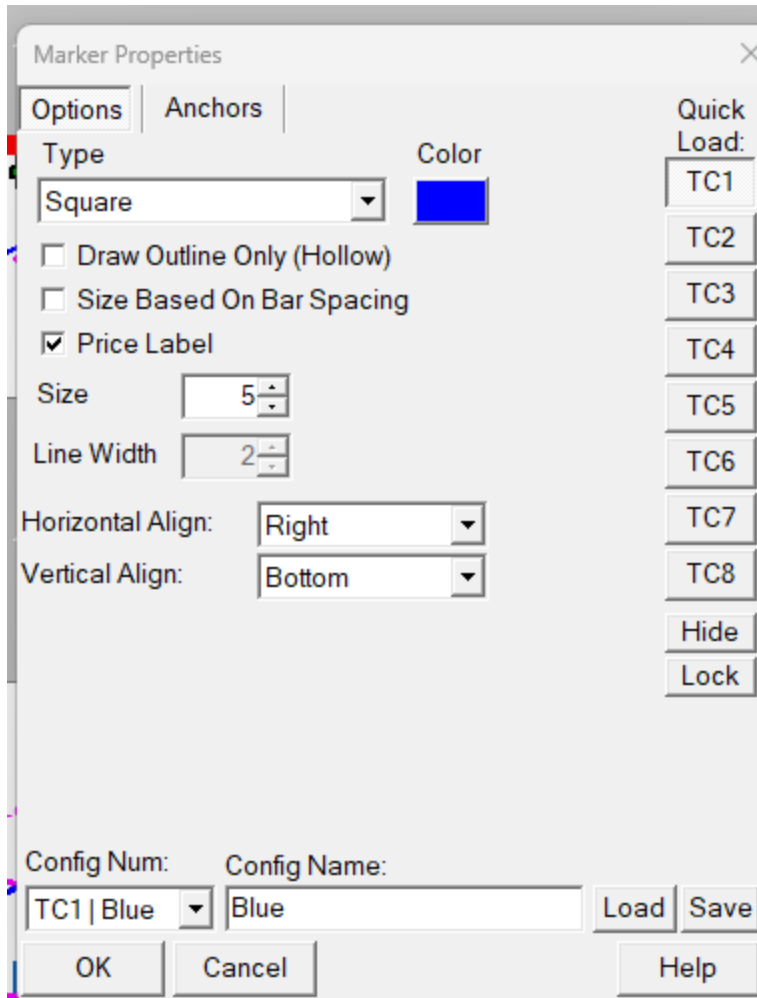 Marker Properties
Options
Anchors
Quick
Load:
Type
Color
Square
TC1
Draw Outline Only (Hollow)
TC2
Size Based On Bar Spacing
TC3
Price Label
TC4
Size
5
TC5
Line Width
2
TC6
Horizontal Align:
Right
TC7
Vertical Align:
Bottom
TC8
Hide
Lock
Config Num:
Config Name:
TC1 | Blue
Blue
Load
Save
OK
Cancel
Help